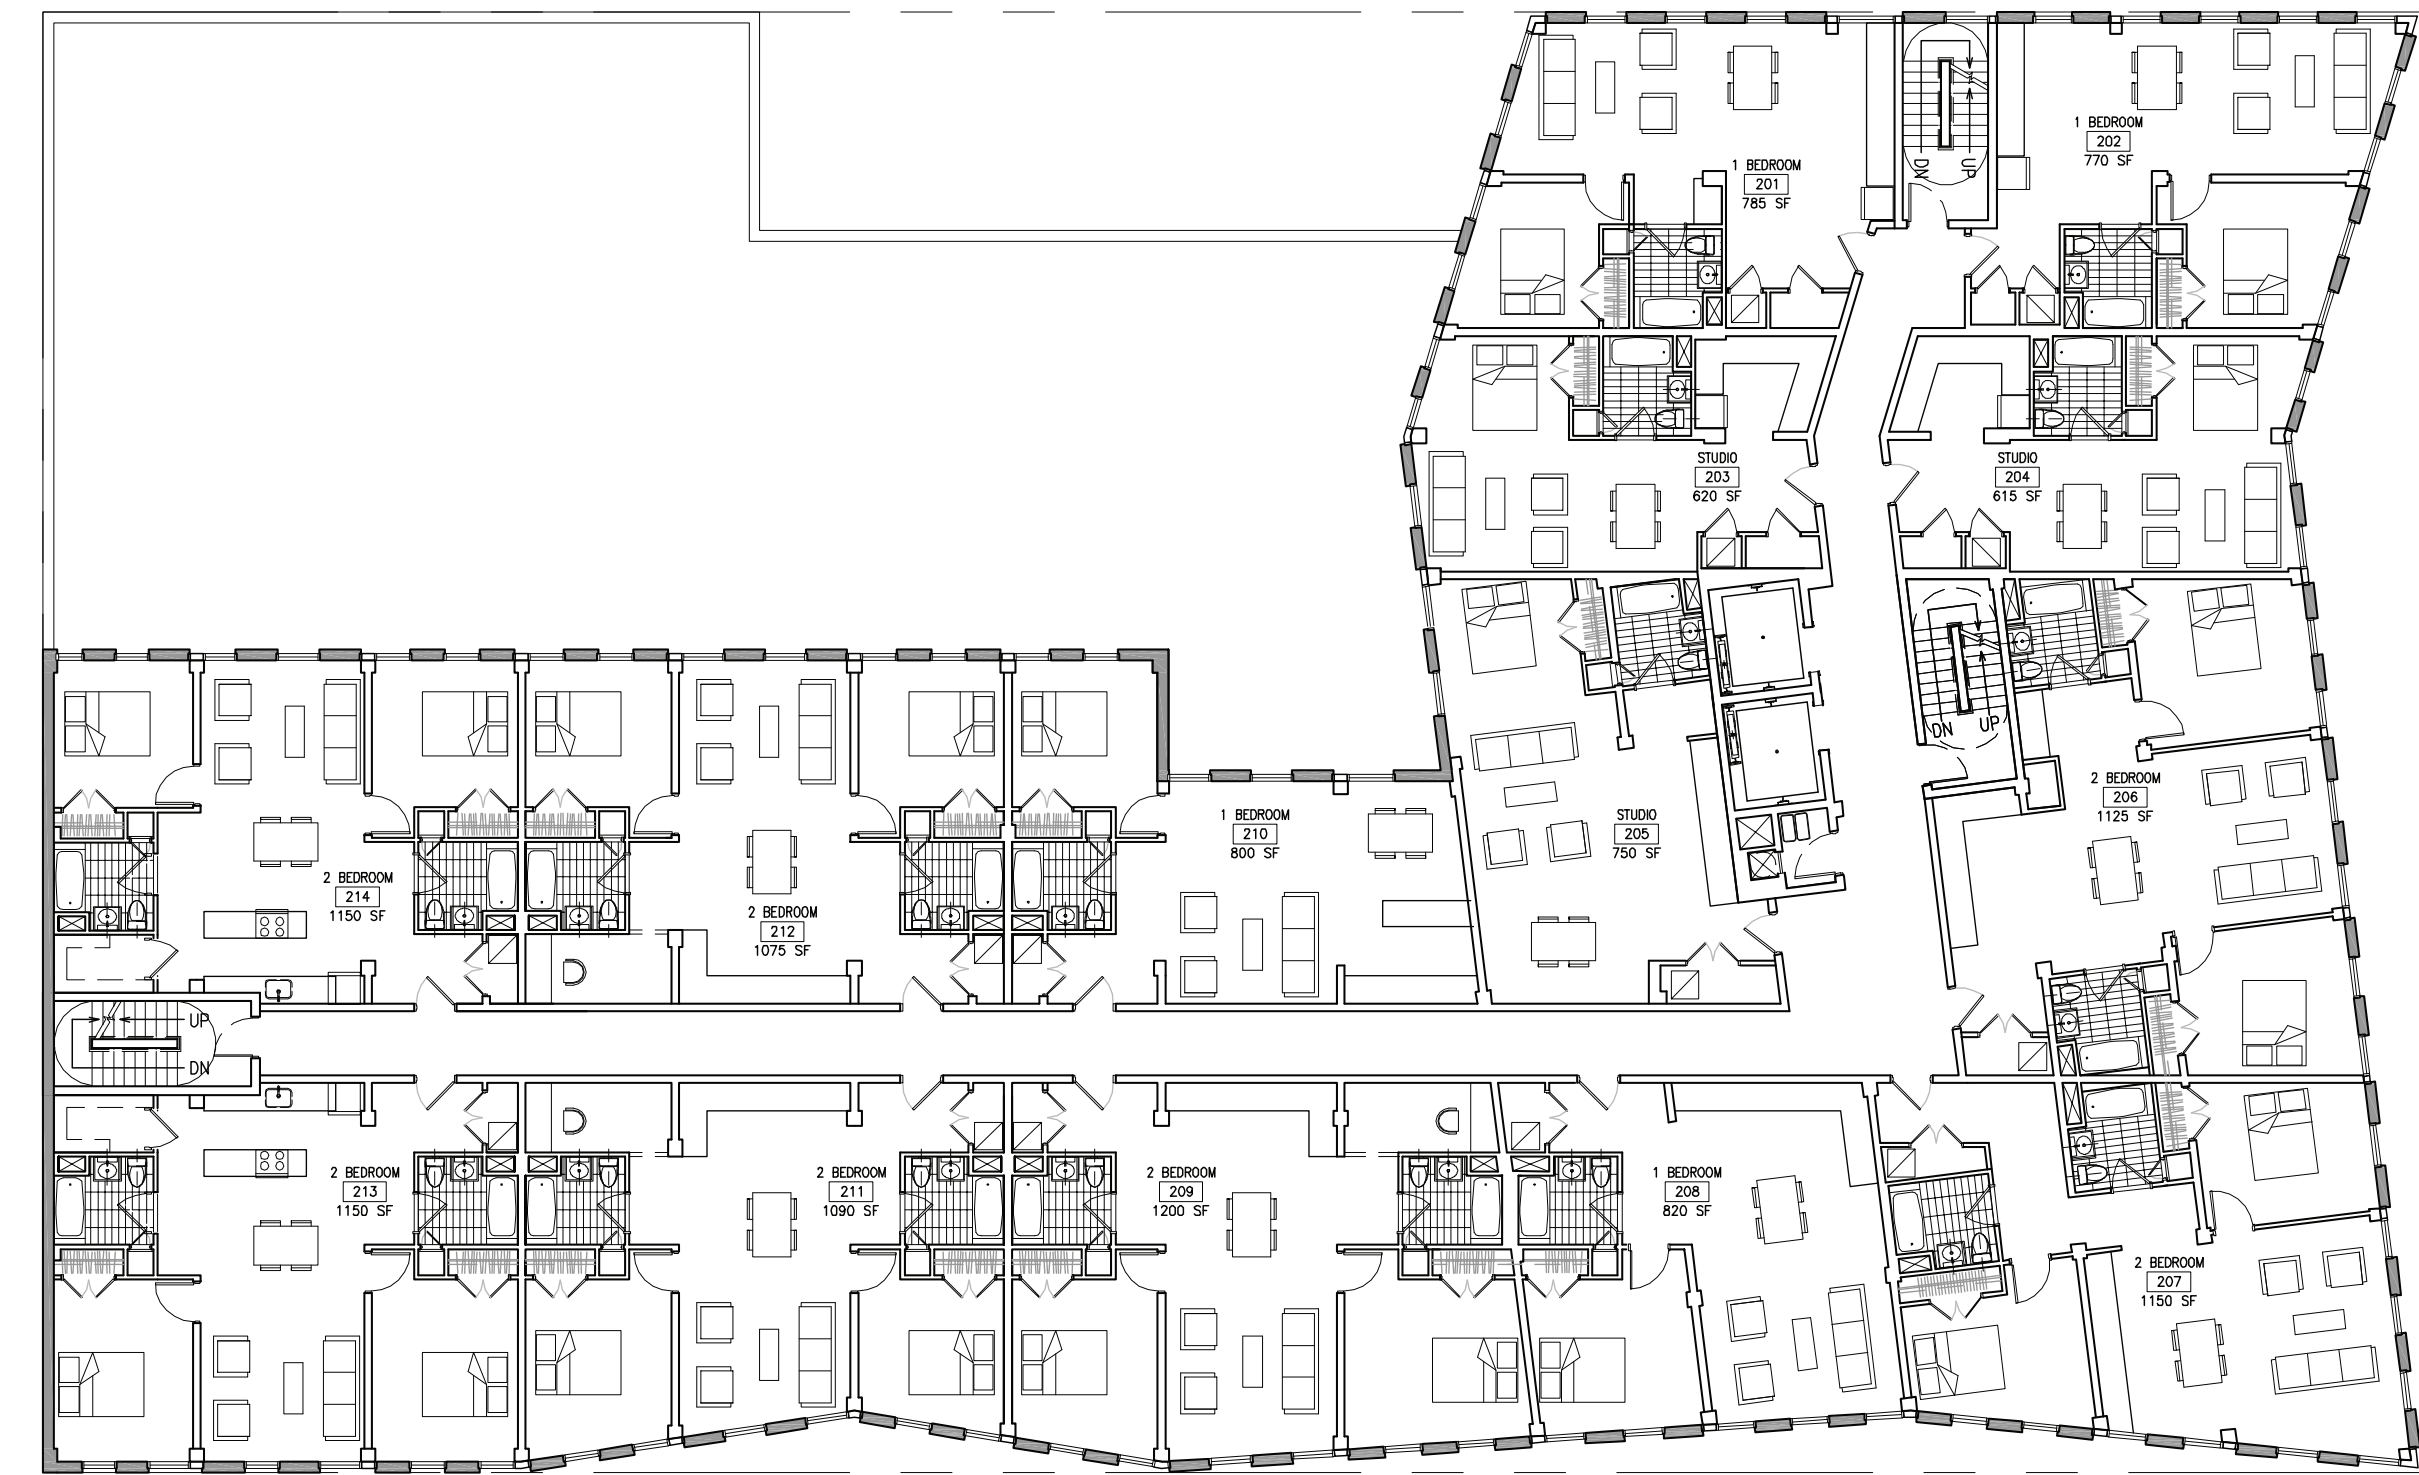 1 BEDROOM
202
770 SF
DN
UP
1 BEDROOM
201
785 SF
STUDIO
203
620 SF
STUDIO
204
615 SF
DN
UP
2 BEDROOM
206
1125 SF
1 BEDROOM
210
800 SF
STUDIO
205
750 SF
2 BEDROOM
214
1150 SF
2 BEDROOM
212
1075 SF
UP
DN
2 BEDROOM
213
1150 SF
2 BEDROOM
211
1090 SF
2 BEDROOM
209
1200 SF
1 BEDROOM
208
820 SF
2 BEDROOM
207
1150 SF